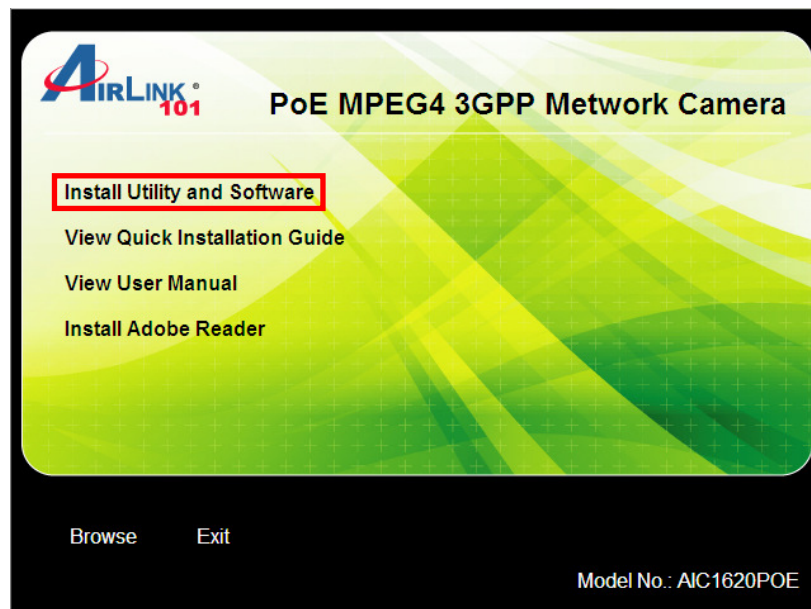 AIRLINK
101
PoE MPEG4 3GPP Metwork Camera
Install Utility and Software
View Quick Installation Guide
View User Manual
Install Adobe Reader
Browse Exit
Model No.: AIC1620POE